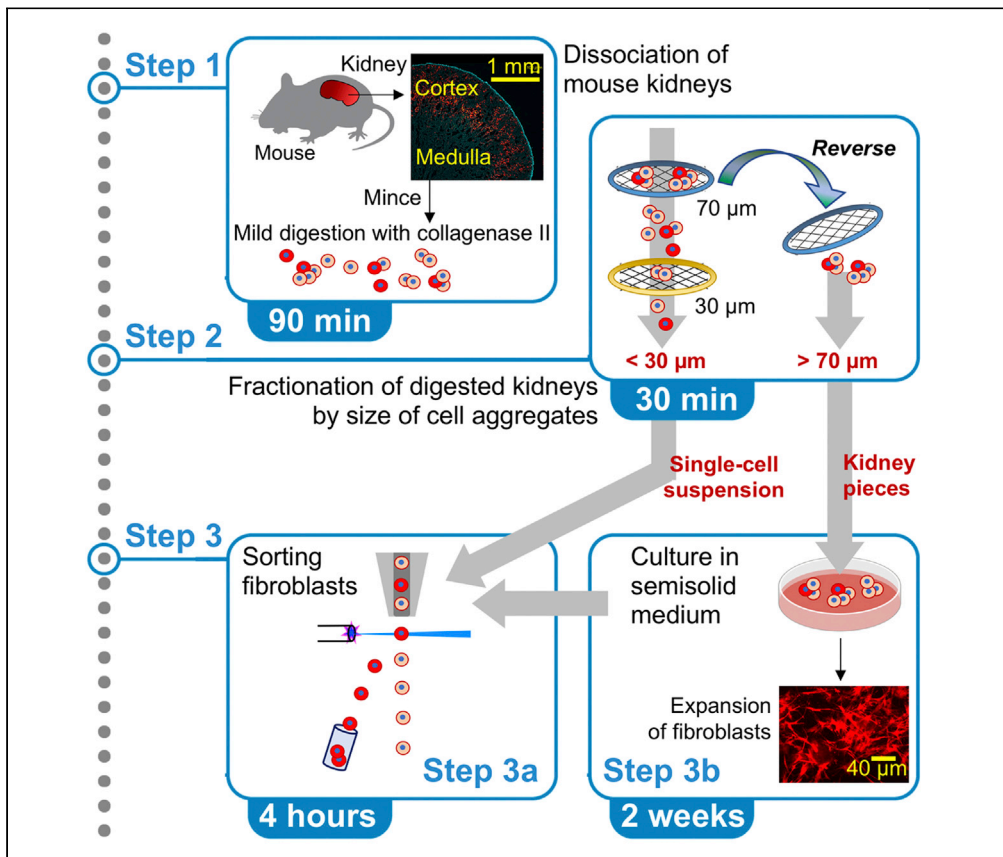 Step 1
Kidney
1 mm
Cortex
Mouse
Medulla
Mince
Mild digestion with collagenase II
90 min
Dissociation of
mouse kidneys
Step 2
Reverse
70 µm
30 µm
< 30 µm
> 70 µm
30 min
Fractionation of digested kidneys
by size of cell aggregates
Single-cell
suspension
Kidney
pieces
Step 3
Sorting
fibroblasts
Step 3a
4 hours
Culture in
semisolid
medium
Expansion
of fibroblasts
40 µm
Step 3b
2 weeks